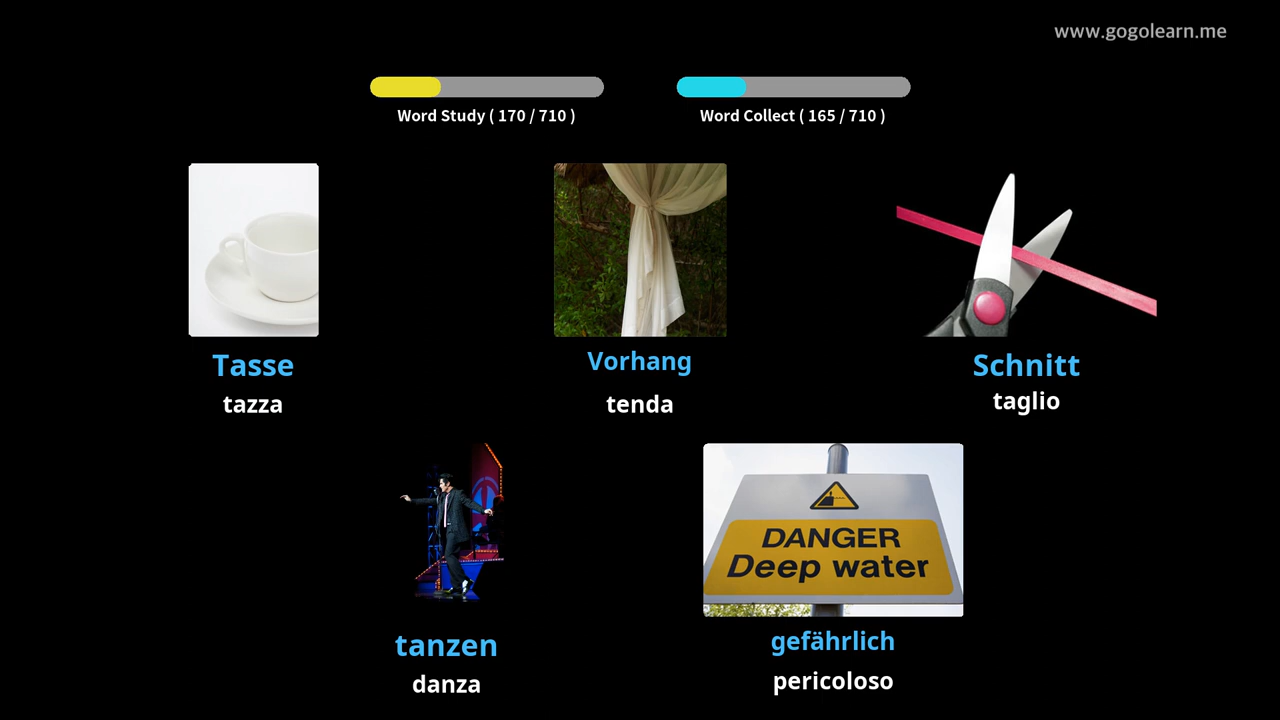 www.gogolearn.me
Word Study ( 170 / 710 )
Word Collect ( 165 / 710 )
Tasse
tazza
Vorhang
tenda
Schnitt
taglio
tanzen
danza
DANGER
Deep water
gefährlich
pericoloso